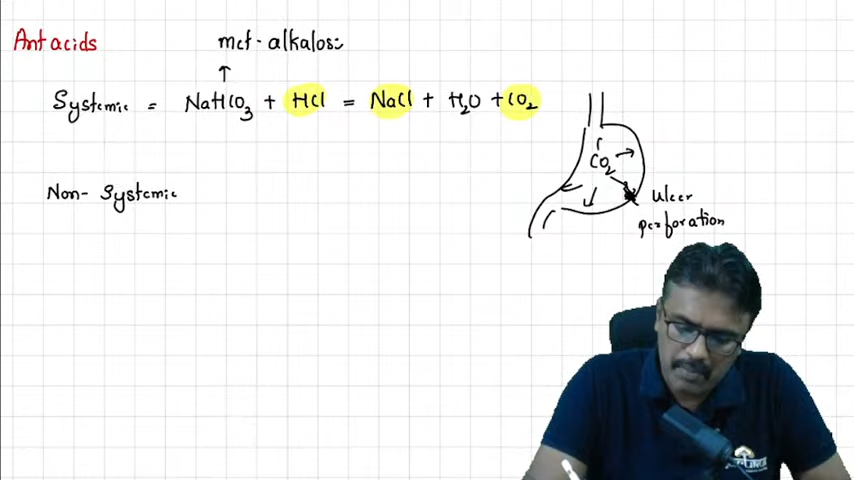 Antacids
met-alkalosis
↑
Systemic = NaHCO₃ + HCl = NaCl + H₂O + CO₂
CO₂
Non-Systemic
Ulcer
perforation